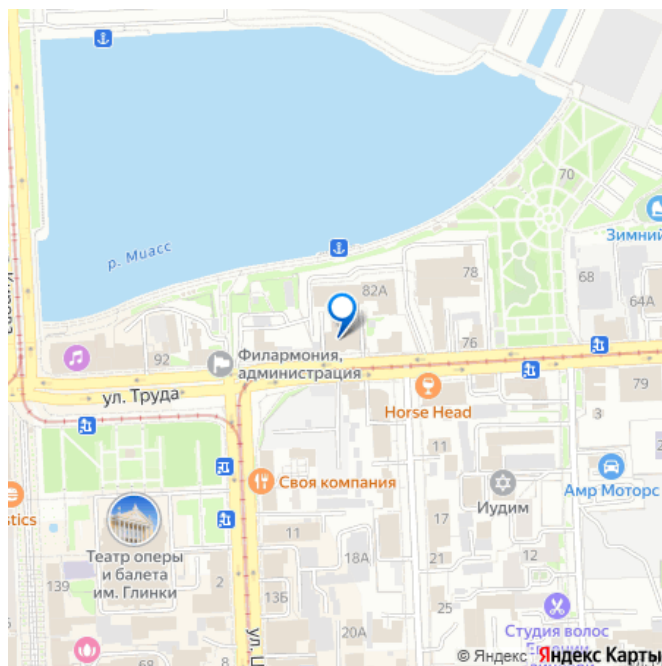 70
р. Миасс
Зимний
82А
78
68
64А
Филармония,
администрация
92
76
79
ул. Труда
Horse Head
3
11
Своя компания
Иудим
Амр Моторс
Театр оперы
и балета
им. Глинки
11
17
18А
12
21
139
2
13Б
25
20А
Студия волос
© Яндекс Яндекс Карты